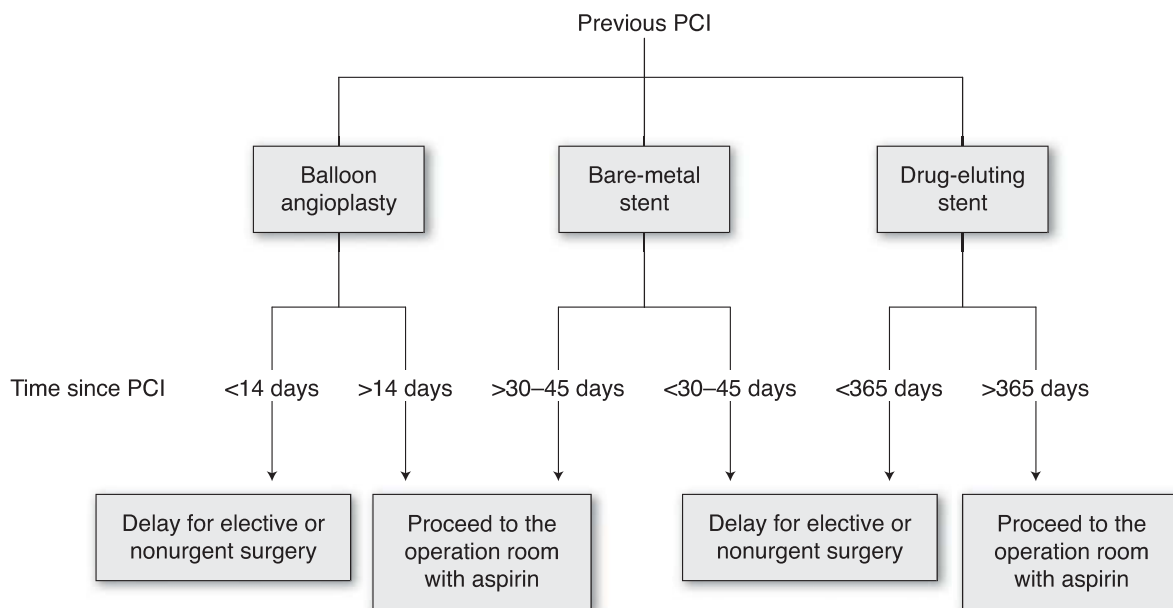 Previous PCI
Balloon
angioplasty
Bare-metal
stent
Drug-eluting
stent
Time since PCI
<14 days
>14 days
>30–45 days
<30–45 days
<365 days
>365 days
Delay for elective or
nonurgent surgery
Proceed to the
operation room
with aspirin
Delay for elective or
nonurgent surgery
Proceed to the
operation room
with aspirin